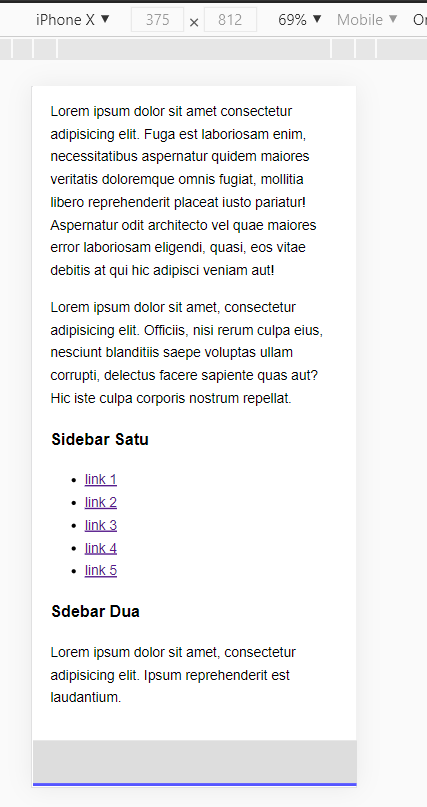 iPhone X ▼ 375 × 812 69% ▼ Mobile ▼ On
Lorem ipsum dolor sit amet consectetur
adipisicing elit. Fuga est laboriosam enim,
necessitatibus aspernatur quidem maiores
veritatis doloremque omnis fugiat, mollitia
libero reprehenderit placeat iusto pariatur!
Aspernatur odit architecto vel quae maiores
error laboriosam eligendi, quasi, eos vitae
debitis at qui hic adipisci veniam aut!
Lorem ipsum dolor sit amet, consectetur
adipisicing elit. Officiis, nisi rerum culpa eius,
nesciunt blanditiis saepe voluptas ullam
corrupti, delectus facere sapiente quas aut?
Hic iste culpa corporis nostrum repellat.
Sidebar Satu
• link 1
• link 2
• link 3
• link 4
• link 5
Sdebar Dua
Lorem ipsum dolor sit amet, consectetur
adipisicing elit. Ipsum reprehenderit est
laudantium.